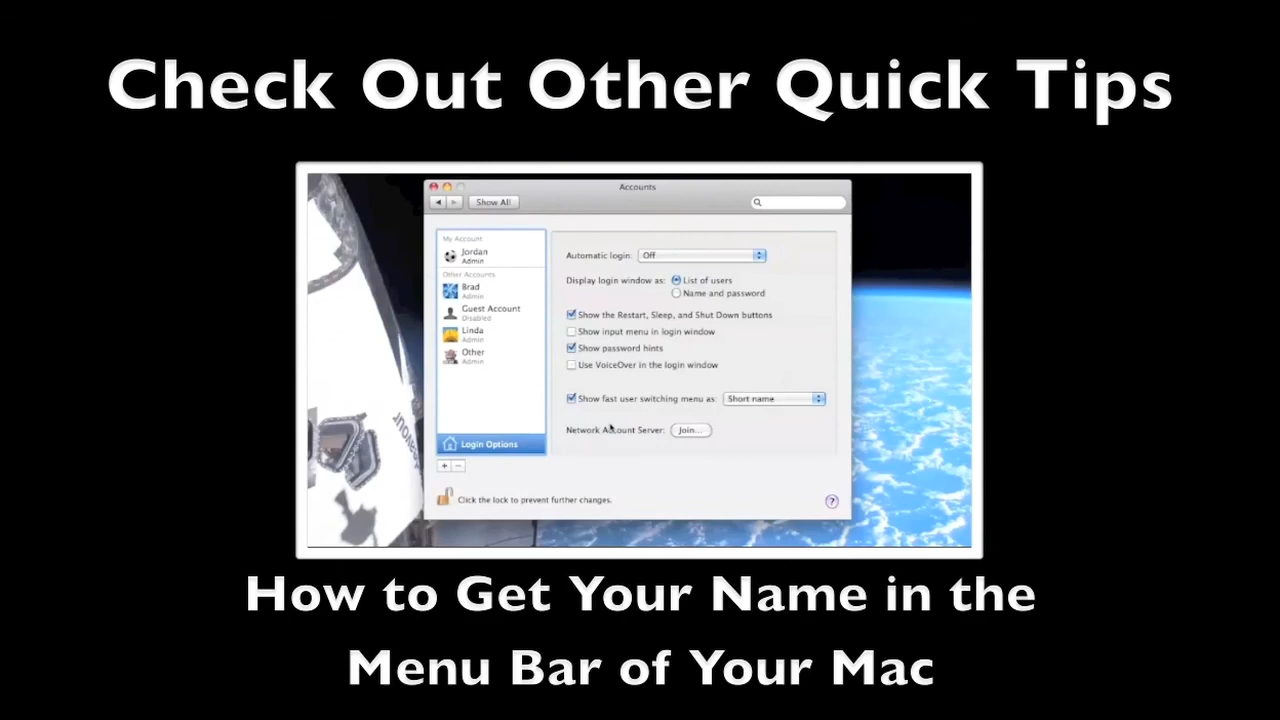 Check Out Other Quick Tips
Accounts
Show All
My Account
Jordan
Admin
Other Accounts
Brad
Admin
Guest Account
Disabled
Linda
Admin
Other
Admin
Login Options
Automatic login: Off
Display login window as: List of users
Name and password
Show the Restart, Sleep, and Shut Down buttons
Show input menu in login window
Show password hints
Use VoiceOver in the login window
Show fast user switching menu as: Short name
Network Account Server: Join...
+ −
Click the lock to prevent further changes.
?
How to Get Your Name in the
Menu Bar of Your Mac